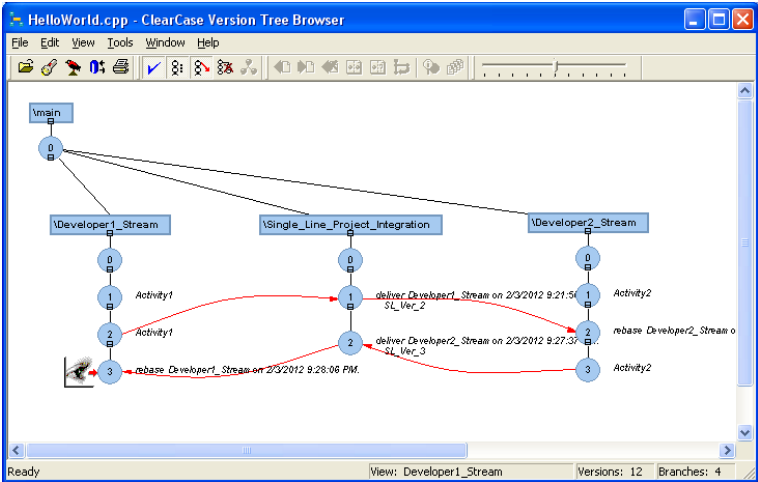 HelloWorld.cpp - ClearCase Version Tree Browser
File Edit View Tools Window Help
\main
0
\Developer1_Stream \Single_Line_Project_Integration \Developer2_Stream
0 0 0
1 Activity1 1 deliver Developer1_Stream on 2/3/2012 9:21:56 1 Activity2
SL_Ver_2
2 Activity1 2 deliver Developer2_Stream on 2/3/2012 9:27:37 ... 2 rebase Developer2_Stream o
SL_Ver_3
3 rebase Developer1_Stream on 2/3/2012 9:28:06 PM. 3 Activity2
Ready View: Developer1_Stream Versions: 12 Branches: 4